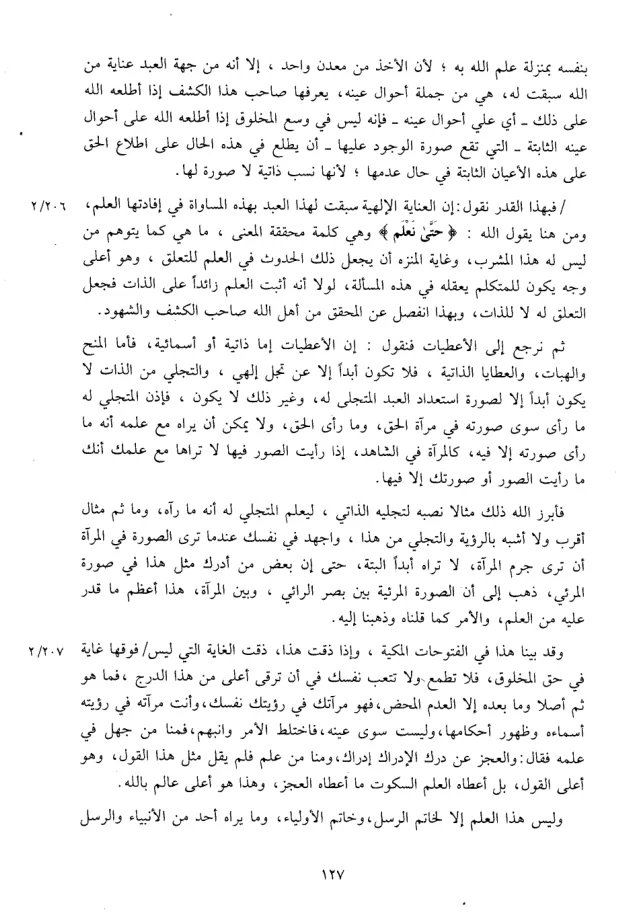 بنفسه بمنزلة علم الله به ؛ لأن الأخذ من معدن واحد ، إلا أنه من جهة العبد عناية من
الله سبقت له، هي من جملة أحوال عينه، يعرفها صاحب هذا الكشف إذا أطلعه الله
على ذلك ـ أي علي أحوال عينه ـ فإنه ليس في وسع المخلوق إذا أطلعه الله على أحوال
عينه الثابتة ـ التي تقع صورة الوجود عليها ـ أن يطلع في هذه الحال على اطلاع الحق
على هذه الأعيان الثابتة في حال عدمها ؛ لأنها نسب ذاتية لا صورة لها.
/ فبهذا القدر نقول: إن العناية الإلهية سبقت لهذا العبد بهذه المساواة في إفادتها العلم، ٢/٢٠٦
ومن هنا يقول الله : ﴿ حَتَّىٰ نَعْلَمَ ﴾ وهي كلمة محققة المعنى ، ما هي كما يتوهم من
ليس له هذا المشرب، وغاية المنزه أن يجعل ذلك الحدوث في العلم للتعلق ، وهو أعلى
وجه يكون للمتكلم يعقله في هذه المسألة، لولا أنه أثبت العلم زائداً على الذات فجعل
التعلق له لا للذات، وبهذا انفصل عن المحقق من أهل الله صاحب الكشف والشهود.
ثم نرجع إلى الأعطيات فنقول : إن الأعطيات إما ذاتية أو أسمائية، فأما المنح
والهبات، والعطايا الذاتية ، فلا تكون أبداً إلا عن تجل إلهي ، والتجلي من الذات لا
يكون أبداً إلا لصورة استعداد العبد المتجلى له، وغير ذلك لا يكون ، فإذن المتجلي له
ما رأى سوى صورته في مرآة الحق، وما رأى الحق، ولا يمكن أن يراه مع علمه أنه ما
رأى صورته إلا فيه، كالمرآة في الشاهد، إذا رأيت الصور فيها لا تراها مع علمك أنك
ما رأيت الصور أو صورتك إلا فيها.
فأبرز الله ذلك مثالا نصبه لتجليه الذاتي ، ليعلم المتجلي له أنه ما رآه، وما ثم مثال
أقرب ولا أشبه بالرؤية والتجلي من هذا ، واجهد في نفسك عندما ترى الصورة في المرآة
أن ترى جرم المرآة، لا تراه أبداً البتة، حتى إن بعض من أدرك مثل هذا في صورة
المرئي، ذهب إلى أن الصورة المرئية بين بصر الرائي ، وبين المرآة، هذا أعظم ما قدر
عليه من العلم، والأمر كما قلناه وذهبنا إليه.
وقد بينا هذا في الفتوحات المكية ، وإذا ذقت هذا، ذقت الغاية التي ليس/ فوقها غاية ٢/٢٠٧
في حق المخلوق، فلا تطمع ولا تتعب نفسك في أن ترقى أعلى من هذا الدرج ، فما هو
ثم أصلا وما بعده إلا العدم المحض، فهو مرآتك في رؤيتك نفسك، وأنت مرآته في رؤيته
أسماءه وظهور أحكامها، وليست سوى عينه، فاختلط الأمر وانبهم، فمنا من جهل في
علمه فقال: والعجز عن درك الإدراك إدراك، ومنا من علم فلم يقل مثل هذا القول، وهو
أعلى القول، بل أعطاه العلم السكوت ما أعطاه العجز، وهذا هو أعلى عالم بالله.
وليس هذا العلم إلا لخاتم الرسل، وخاتم الأولياء، وما يراه أحد من الأنبياء والرسل
١٢٧